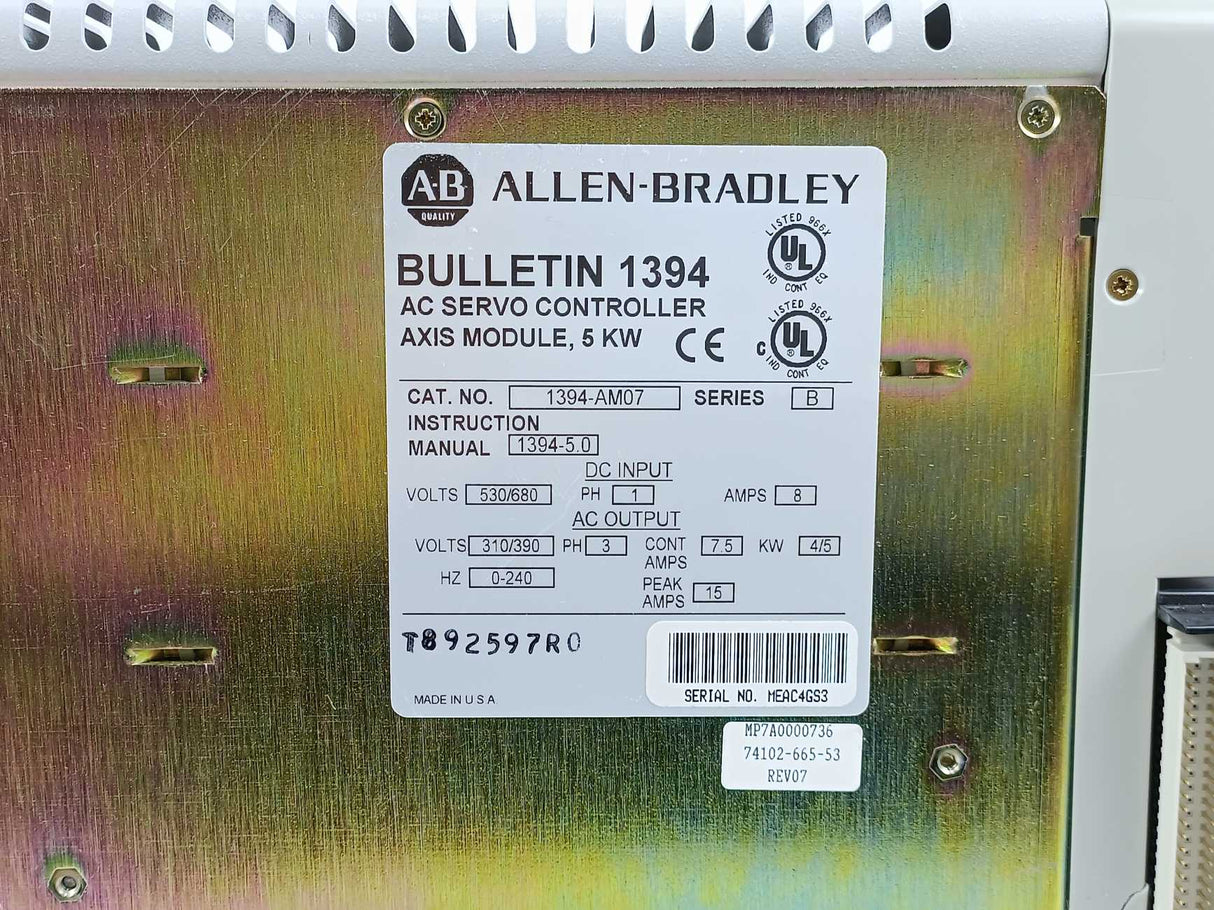 A-B
QUALITY
ALLEN-BRADLEY
LISTED 966X
UL
®
IND CONT EQ
BULLETIN 1394
AC SERVO CONTROLLER
AXIS MODULE, 5 KW
CE
LISTED 966X
C UL
®
IND CONT EQ
CAT. NO. 1394-AM07 SERIES B
INSTRUCTION
MANUAL 1394-5.0
DC INPUT
VOLTS 530/680 PH 1 AMPS 8
AC OUTPUT
VOLTS 310/390 PH 3 CONT AMPS 7.5 KW 4/5
HZ 0-240 PEAK AMPS 15
T892597R0
SERIAL NO. MEAC4GS3
MADE IN U S A
MP7A0000736
74102-665-53
REV07